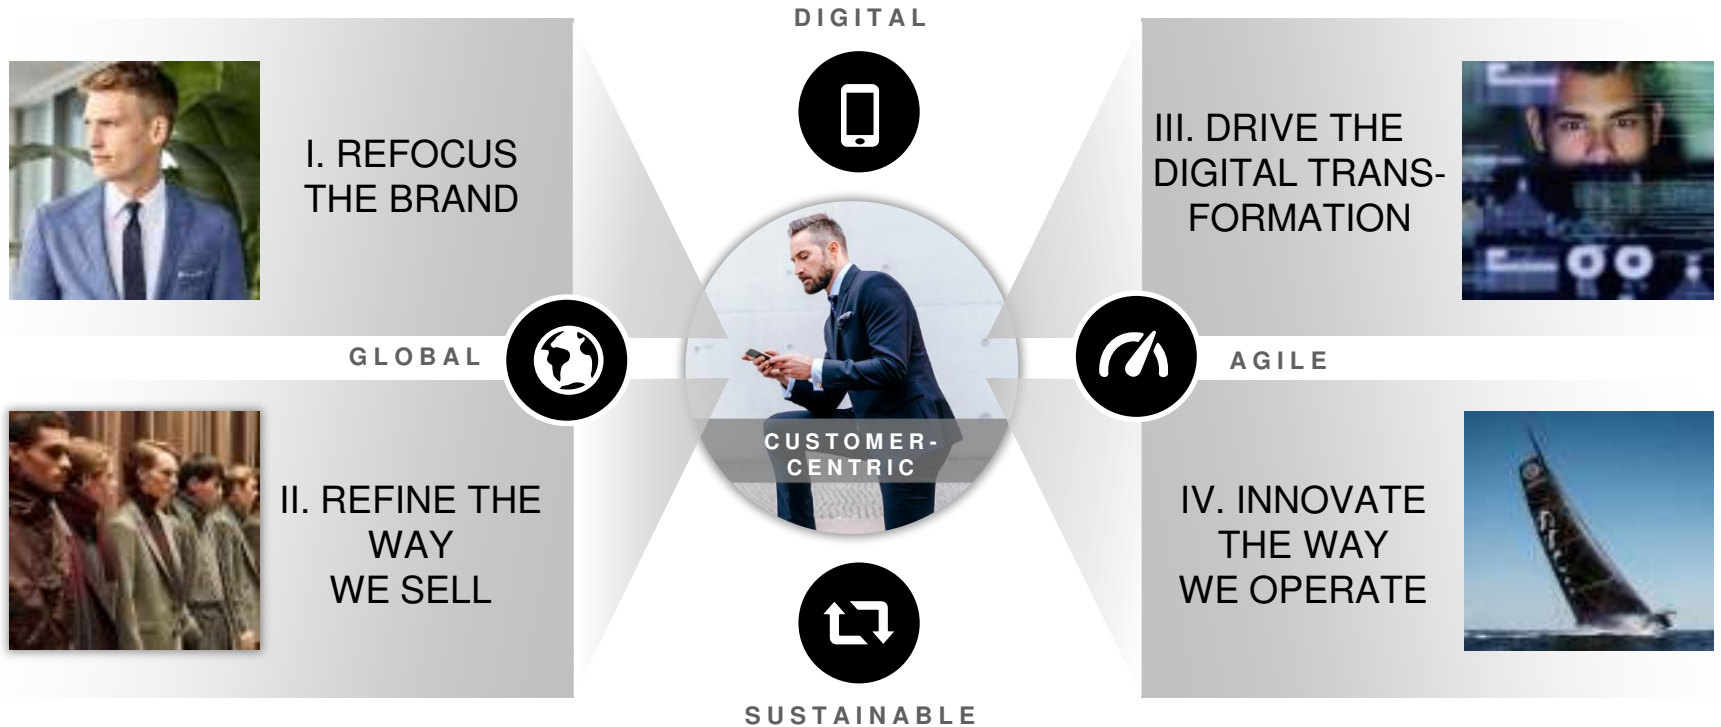 DIGITAL
I. REFOCUS
THE BRAND
III. DRIVE THE
DIGITAL TRANS-
FORMATION
GLOBAL
AGILE
CUSTOMER-
CENTRIC
II. REFINE THE
WAY
WE SELL
IV. INNOVATE
THE WAY
WE OPERATE
SUSTAINABLE